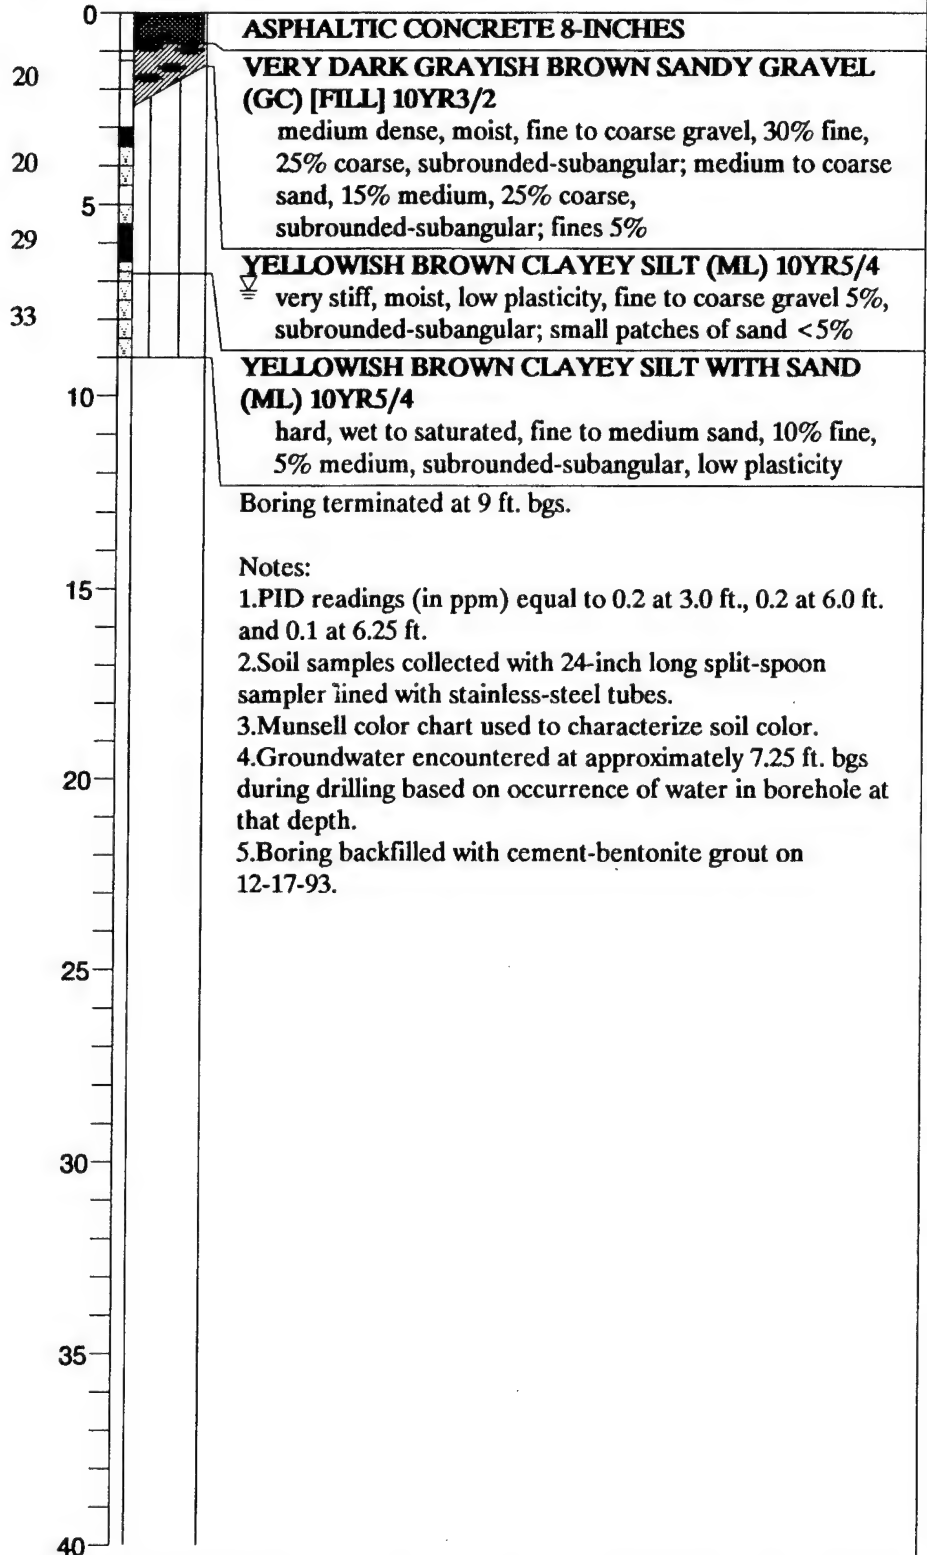 0
ASPHALTIC CONCRETE 8-INCHES
20
VERY DARK GRAYISH BROWN SANDY GRAVEL
(GC) [FILL] 10YR3/2
medium dense, moist, fine to coarse gravel, 30% fine,
20
25% coarse, subrounded-subangular; medium to coarse
sand, 15% medium, 25% coarse,
5
subrounded-subangular; fines 5%
29
YELLOWISH BROWN CLAYEY SILT (ML) 10YR5/4
very stiff, moist, low plasticity, fine to coarse gravel 5%,
33
subrounded-subangular; small patches of sand <5%
YELLOWISH BROWN CLAYEY SILT WITH SAND
10
(ML) 10YR5/4
hard, wet to saturated, fine to medium sand, 10% fine,
5% medium, subrounded-subangular, low plasticity
Boring terminated at 9 ft. bgs.
Notes:
15
1.PID readings (in ppm) equal to 0.2 at 3.0 ft., 0.2 at 6.0 ft.
and 0.1 at 6.25 ft.
2.Soil samples collected with 24-inch long split-spoon
sampler lined with stainless-steel tubes.
3.Munsell color chart used to characterize soil color.
4.Groundwater encountered at approximately 7.25 ft. bgs
20
during drilling based on occurrence of water in borehole at
that depth.
5.Boring backfilled with cement-bentonite grout on
12-17-93.
25
30
35
40